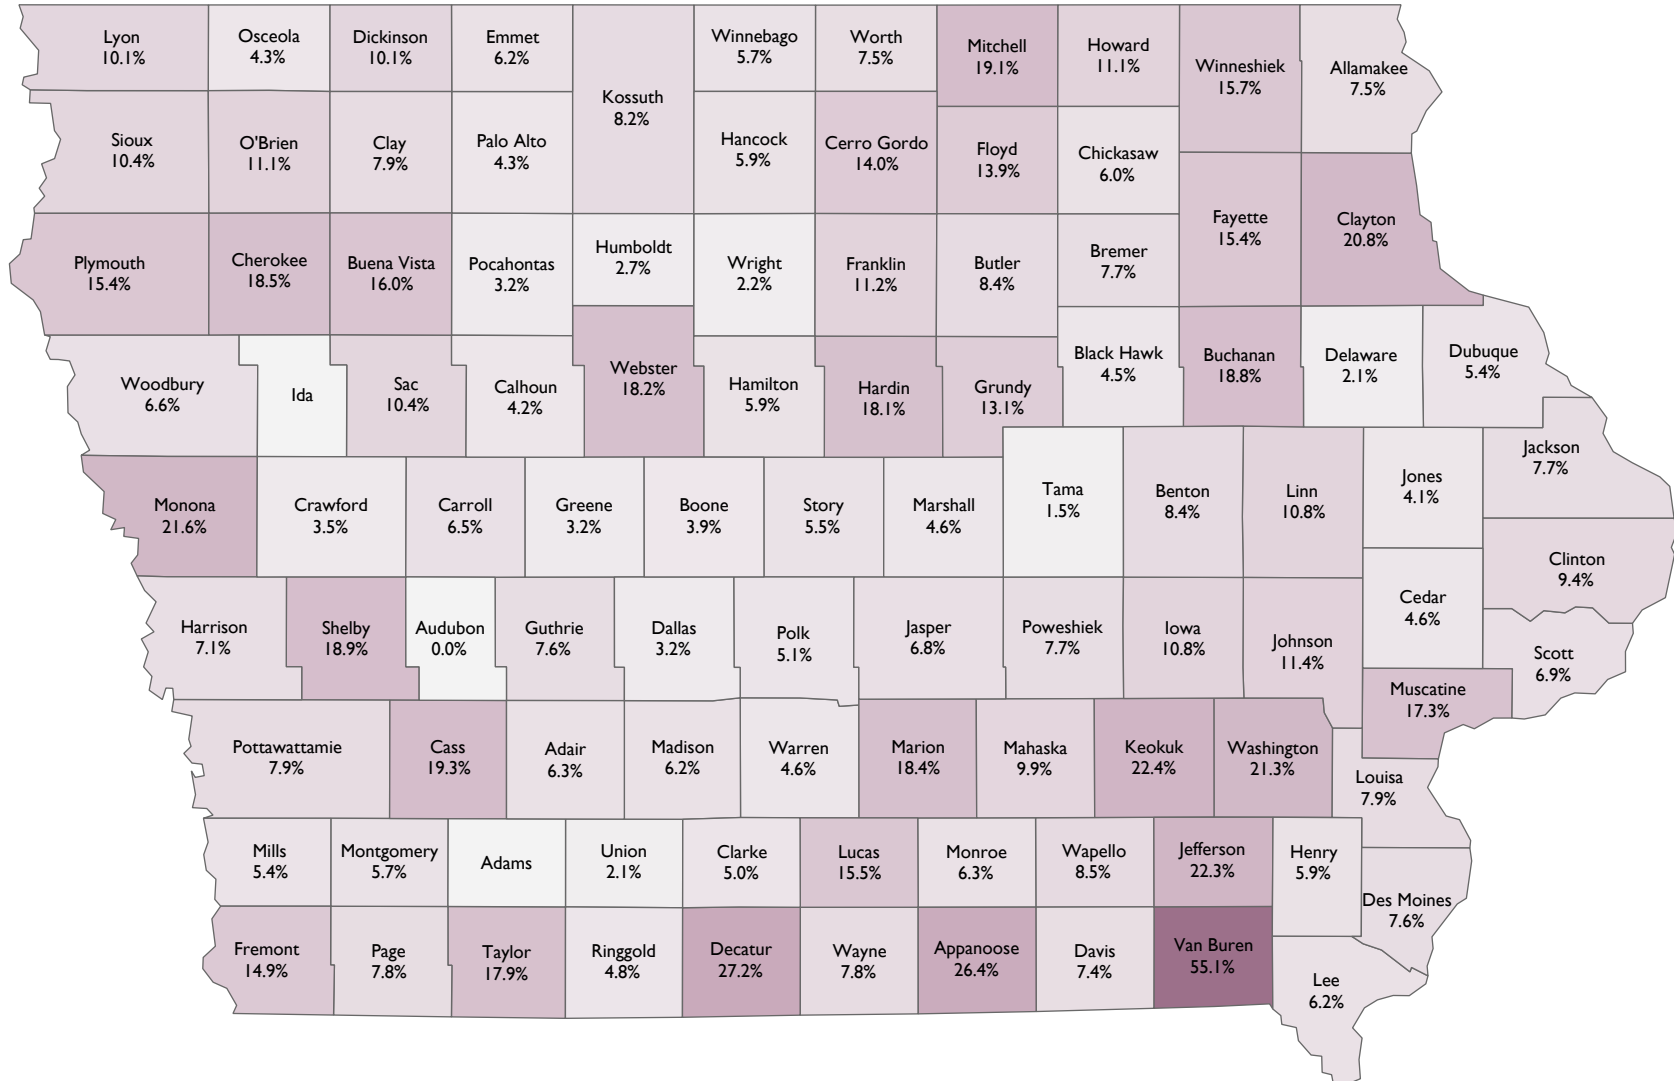 Lyon
10.1%
Osceola
4.3%
Dickinson
10.1%
Emmet
6.2%
Kossuth
8.2%
Winnebago
5.7%
Worth
7.5%
Mitchell
19.1%
Howard
11.1%
Winneshiek
15.7%
Allamakee
7.5%
Sioux
10.4%
O'Brien
11.1%
Clay
7.9%
Palo Alto
4.3%
Hancock
5.9%
Cerro Gordo
14.0%
Floyd
13.9%
Chickasaw
6.0%
Fayette
15.4%
Clayton
20.8%
Plymouth
15.4%
Cherokee
18.5%
Buena Vista
16.0%
Pocahontas
3.2%
Humboldt
2.7%
Wright
2.2%
Franklin
11.2%
Butler
8.4%
Bremer
7.7%
Woodbury
6.6%
Ida
Sac
10.4%
Calhoun
4.2%
Webster
18.2%
Hamilton
5.9%
Hardin
18.1%
Grundy
13.1%
Black Hawk
4.5%
Buchanan
18.8%
Delaware
2.1%
Dubuque
5.4%
Monona
21.6%
Crawford
3.5%
Carroll
6.5%
Greene
3.2%
Boone
3.9%
Story
5.5%
Marshall
4.6%
Tama
1.5%
Benton
8.4%
Linn
10.8%
Jones
4.1%
Jackson
7.7%
Clinton
9.4%
Harrison
7.1%
Shelby
18.9%
Audubon
0.0%
Guthrie
7.6%
Dallas
3.2%
Polk
5.1%
Jasper
6.8%
Poweshiek
7.7%
Iowa
10.8%
Johnson
11.4%
Cedar
4.6%
Scott
6.9%
Muscatine
17.3%
Pottawattamie
7.9%
Cass
19.3%
Adair
6.3%
Madison
6.2%
Warren
4.6%
Marion
18.4%
Mahaska
9.9%
Keokuk
22.4%
Washington
21.3%
Louisa
7.9%
Mills
5.4%
Montgomery
5.7%
Adams
Union
2.1%
Clarke
5.0%
Lucas
15.5%
Monroe
6.3%
Wapello
8.5%
Jefferson
22.3%
Henry
5.9%
Des Moines
7.6%
Fremont
14.9%
Page
7.8%
Taylor
17.9%
Ringgold
4.8%
Decatur
27.2%
Wayne
7.8%
Appanoose
26.4%
Davis
7.4%
Van Buren
55.1%
Lee
6.2%